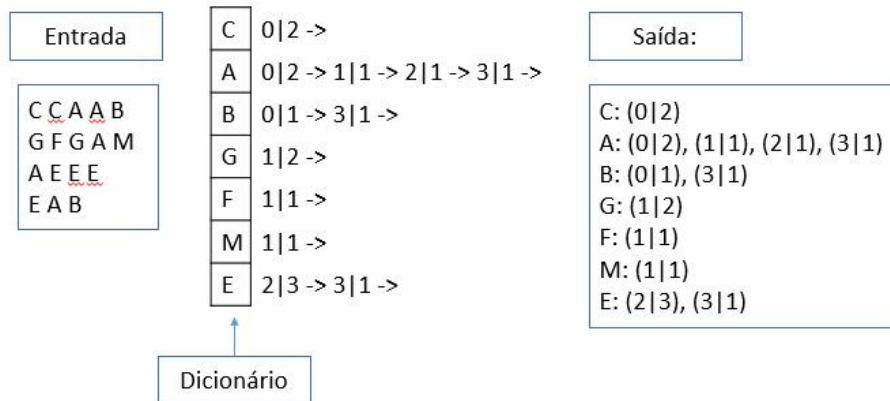 Entrada
C C A A B
G F G A M
A E E E
E A B
C 0|2 ->
A 0|2 -> 1|1 -> 2|1 -> 3|1 ->
B 0|1 -> 3|1 ->
G 1|2 ->
F 1|1 ->
M 1|1 ->
E 2|3 -> 3|1 ->
Dicionário
Saída:
C: (0|2)
A: (0|2), (1|1), (2|1), (3|1)
B: (0|1), (3|1)
G: (1|2)
F: (1|1)
M: (1|1)
E: (2|3), (3|1)